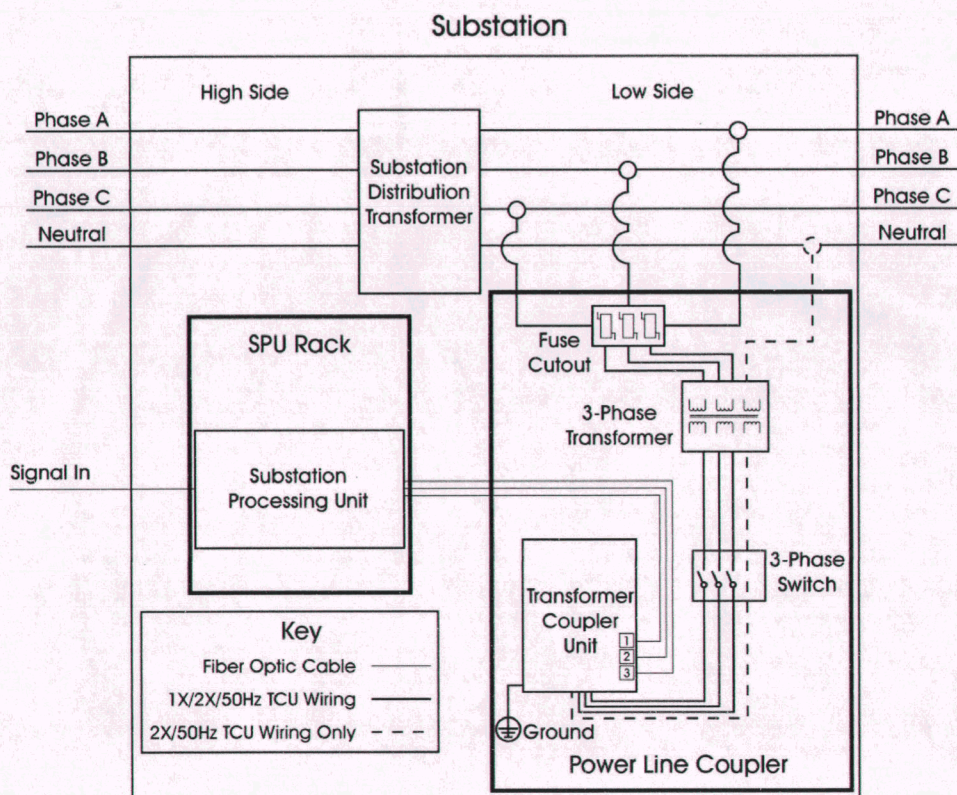 Substation
High Side
Low Side
Phase A
Phase A
Phase B
Phase B
Phase C
Phase C
Neutral
Neutral
Substation
Distribution
Transformer
SPU Rack
Fuse
Cutout
3-Phase
Transformer
Signal In
Substation
Processing Unit
3-Phase
Switch
Transformer
Coupler
Unit
1
2
3
Key
Fiber Optic Cable
1X/2X/50Hz TCU Wiring
2X/50Hz TCU Wiring Only
Ground
Power Line Coupler